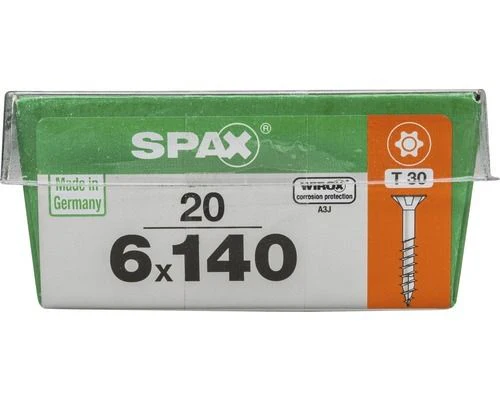 SPAX®
Made in
Germany
20
6x140
WIROX®
corrosion protection
A3J
T 30